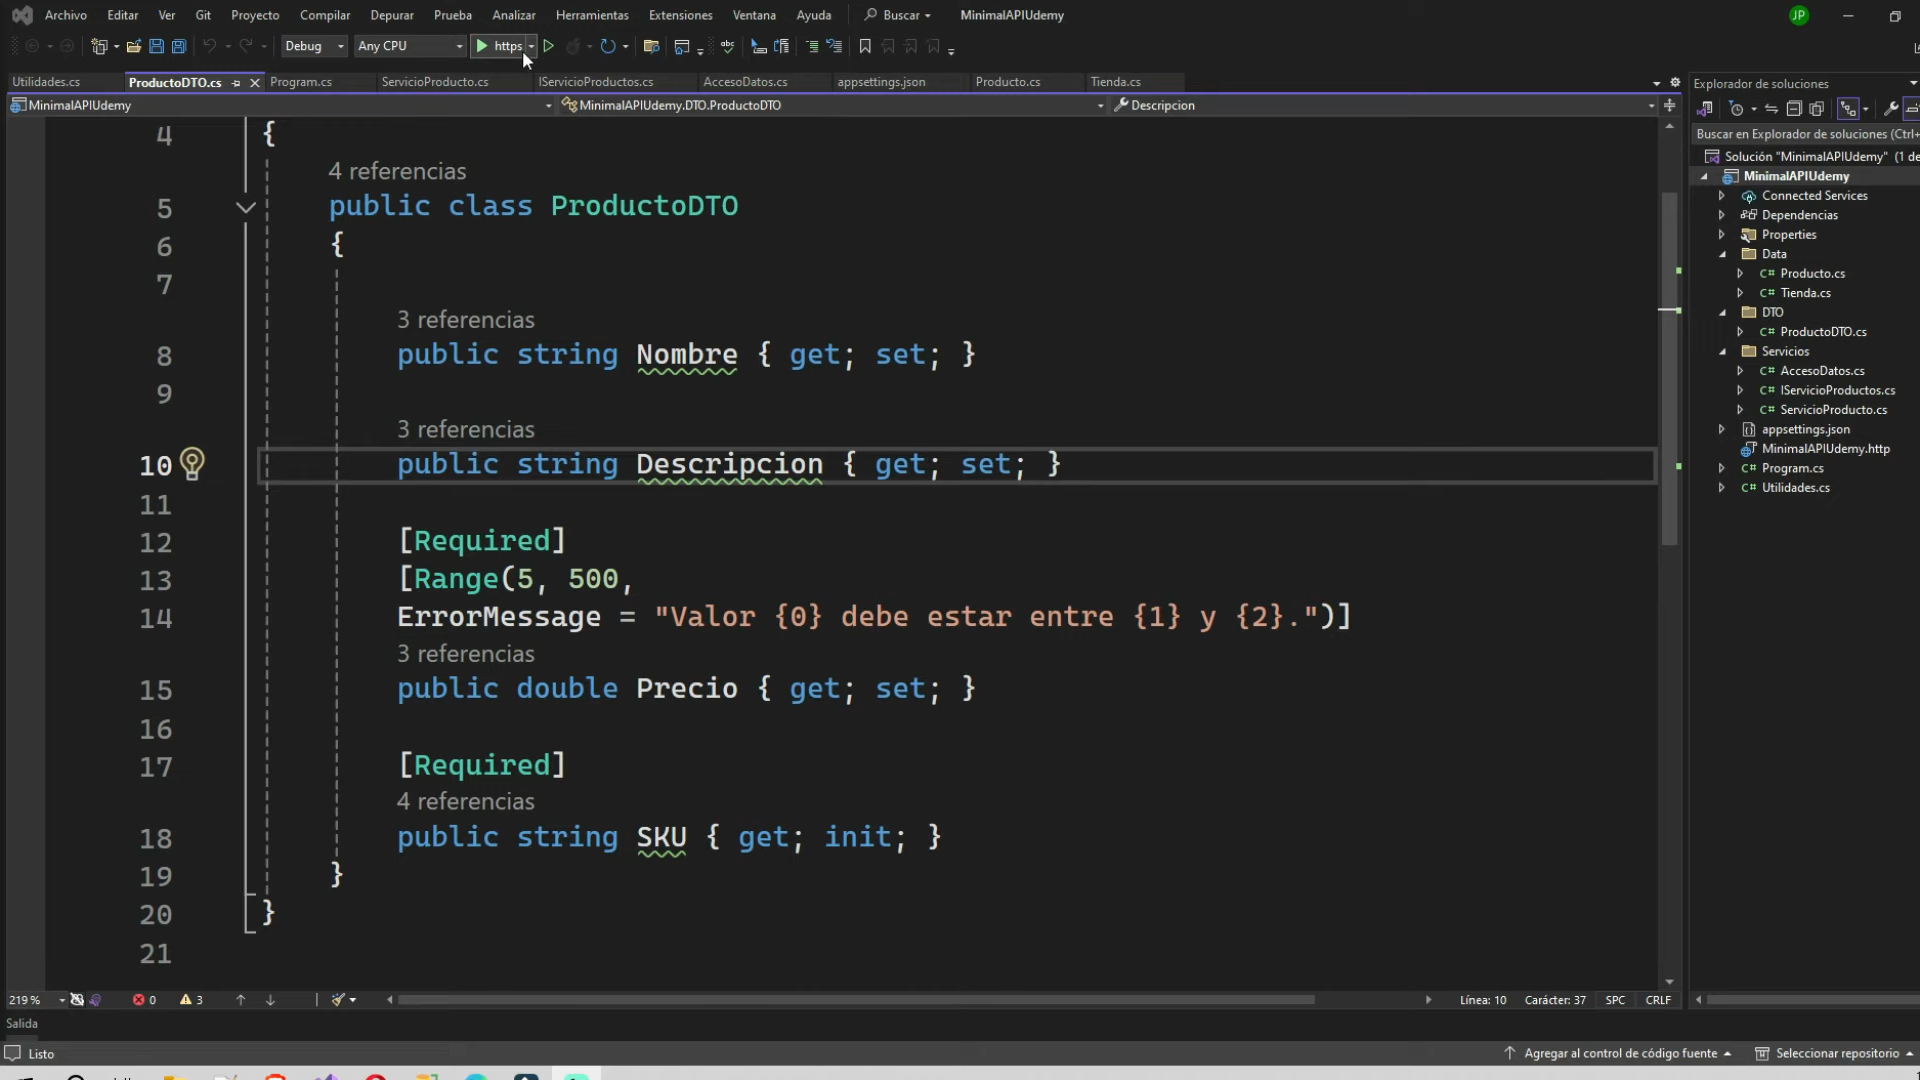 Archivo Editar Ver Git Proyecto Compilar Depurar Prueba Analizar Herramientas Extensiones Ventana Ayuda Buscar MinimalAPIUdemy JP
Debug Any CPU https
Utilidades.cs ProductoDTO.cs Program.cs ServicioProducto.cs IServicioProductos.cs AccesoDatos.cs appsettings.json Producto.cs Tienda.cs
MinimalAPIUdemy MinimalAPIUdemy.DTO.ProductoDTO Descripcion
4 {
4 referencias
5 public class ProductoDTO
6 {
7
3 referencias
8 public string Nombre { get; set; }
9
3 referencias
10 public string Descripcion { get; set; }
11
12 [Required]
13 [Range(5, 500,
14 ErrorMessage = "Valor {0} debe estar entre {1} y {2}.")]
3 referencias
15 public double Precio { get; set; }
16
17 [Required]
4 referencias
18 public string SKU { get; init; }
19 }
20 }
21
219 % 0 3 Línea: 10 Carácter: 37 SPC CRLF
Salida
Listo Agregar al control de código fuente Seleccionar repositorio
Explorador de soluciones
Buscar en Explorador de soluciones (Ctrl+
Solución "MinimalAPIUdemy" (1 de
MinimalAPIUdemy
Connected Services
Dependencias
Properties
Data
C# Producto.cs
C# Tienda.cs
DTO
C# ProductoDTO.cs
Servicios
C# AccesoDatos.cs
C# IServicioProductos.cs
C# ServicioProducto.cs
appsettings.json
MinimalAPIUdemy.http
C# Program.cs
C# Utilidades.cs